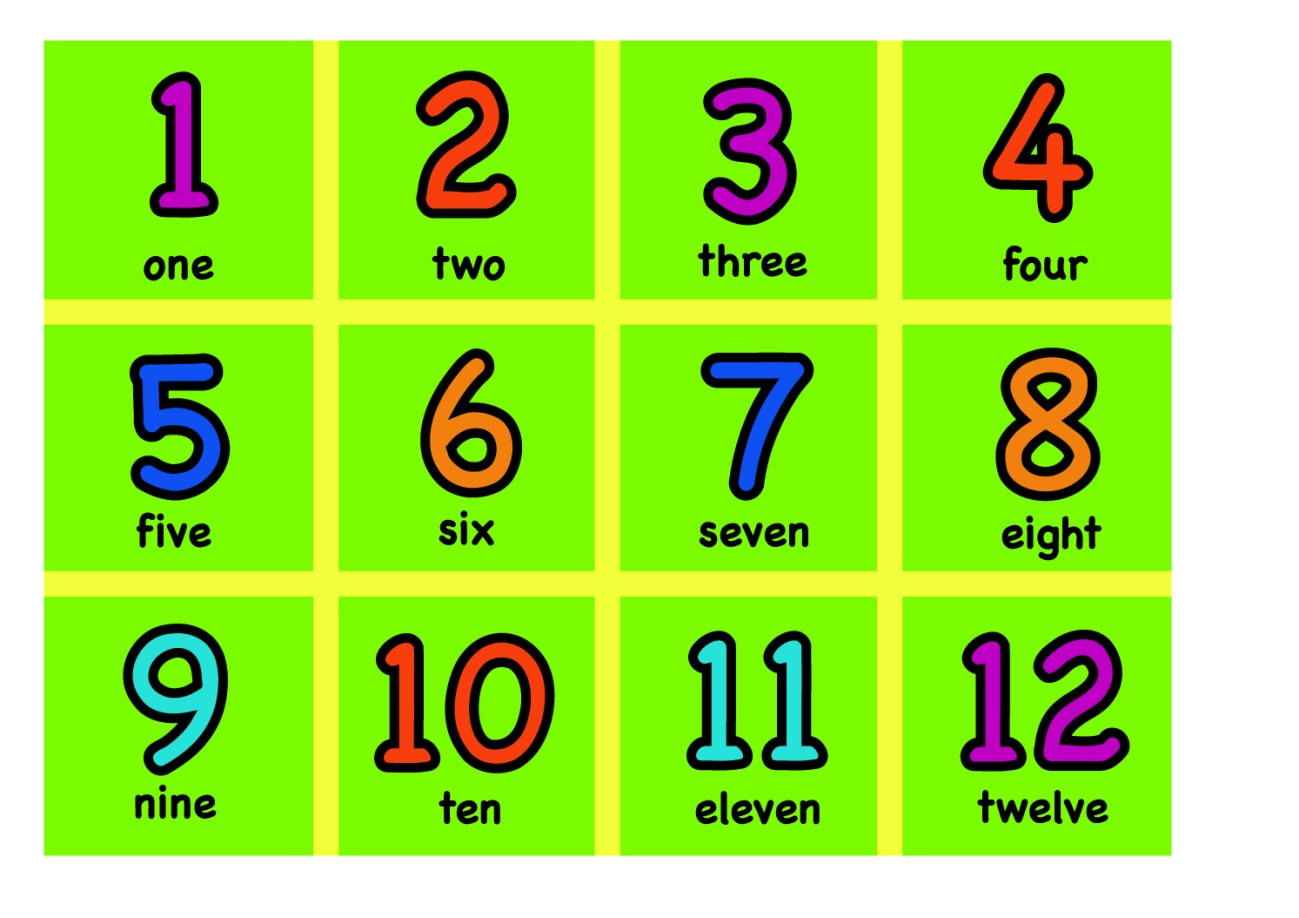 1 2 3 4
one two three four
5 6 7 8
five six seven eight
9 10 11 12
nine ten eleven twelve